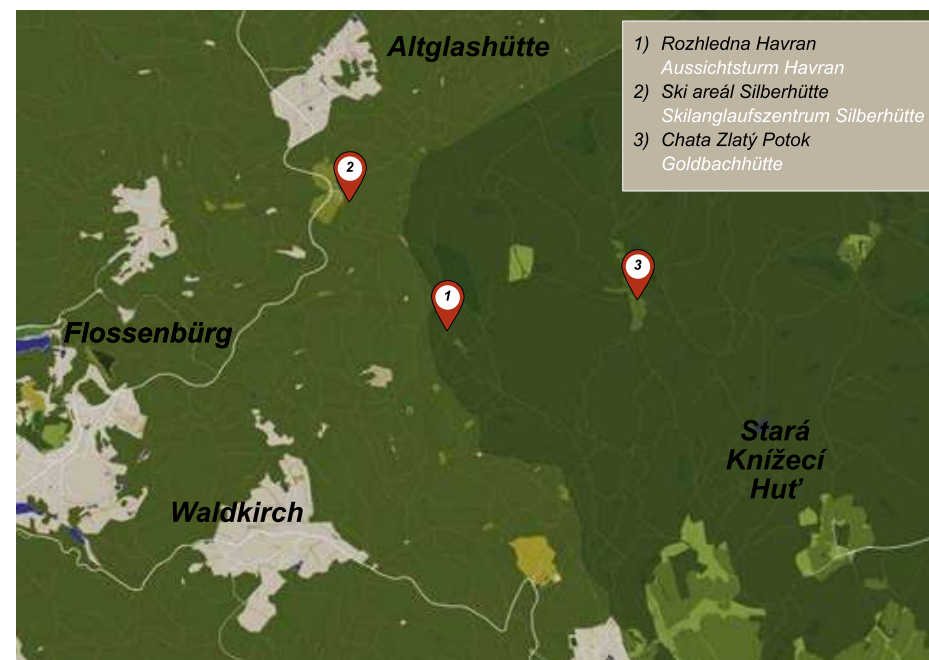 Altglashütte
1) Rozhledna Havran
Aussichtsturm Havran
2) Ski areál Silberhütte
Skilanglaufszentrum Silberhütte
3) Chata Zlatý Potok
Goldbachhütte
2
3
1
Flossenbürg
Stará
Knížecí
Huť
Waldkirch